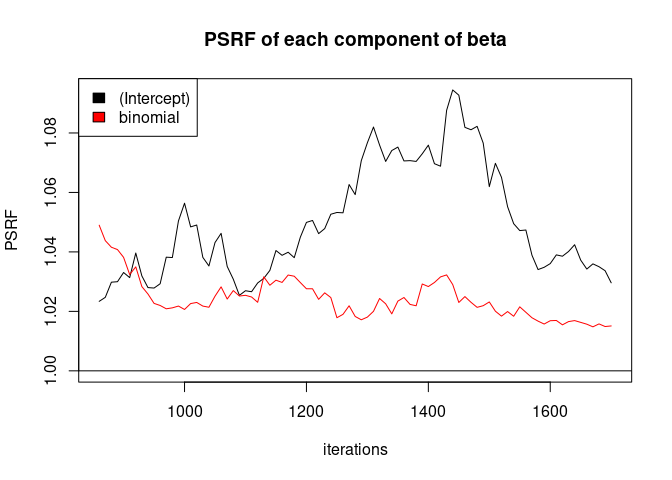 PSRF of each component of beta
(Intercept)
binomial
PSRF
1.08
1.06
1.04
1.02
1.00
1000 1200 1400 1600
iterations